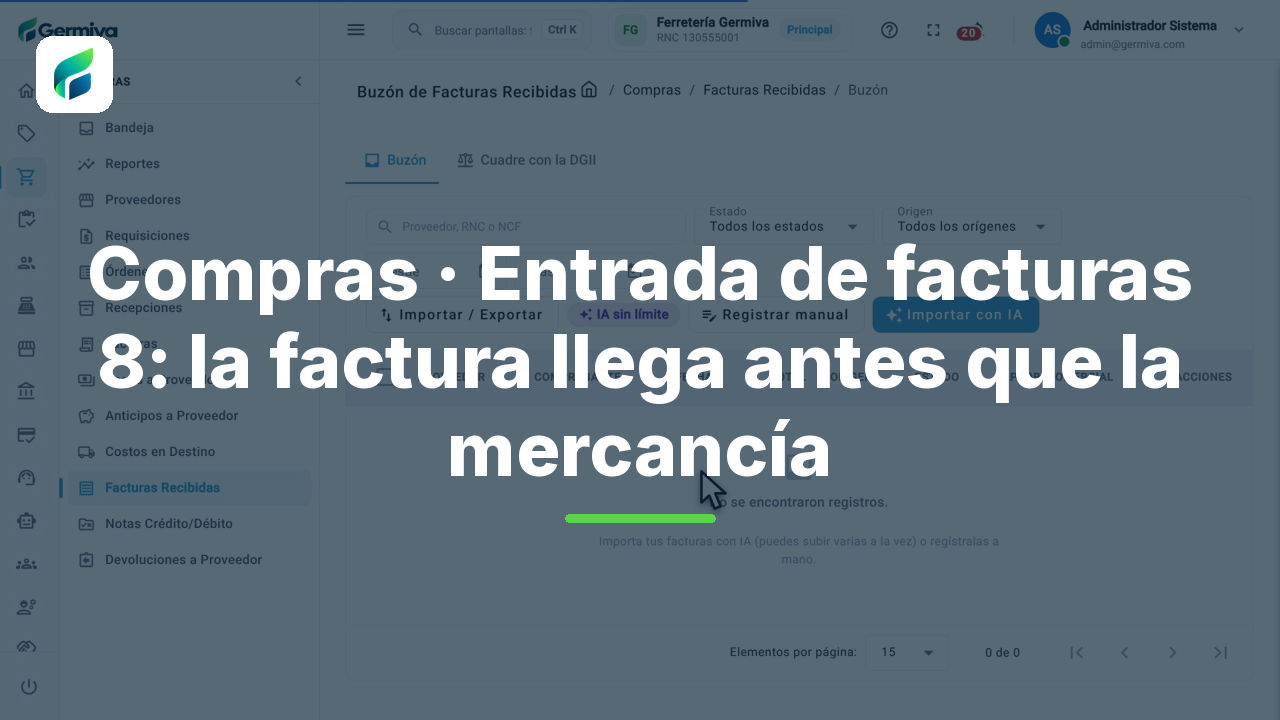 Germiva
Buscar pantallas:
Ctrl K
FG
Ferretería Germiva
RNC 130555001
Principal
20
AS
Administrador Sistema
admin@germiva.com
Buzón de Facturas Recibidas
/ Compras / Facturas Recibidas / Buzón
Bandeja
Reportes
Proveedores
Requisiciones
Recepciones
Anticipos a Proveedor
Costos en Destino
Facturas Recibidas
Notas Crédito/Débito
Devoluciones a Proveedor
Buzón
Cuadre con la DGII
Proveedor, RNC o NCF
Estado
Todos los estados
Origen
Todos los orígenes
Importar / Exportar
IA sin límite
Registrar manual
Importar con IA
Compras · Entrada de facturas
8: la factura llega antes que la
mercancía
ACCIONES
se encontraron registros.
Importa tus facturas con IA (puedes subir varias a la vez) o regístralas a
mano.
Elementos por página:
15
0 de 0